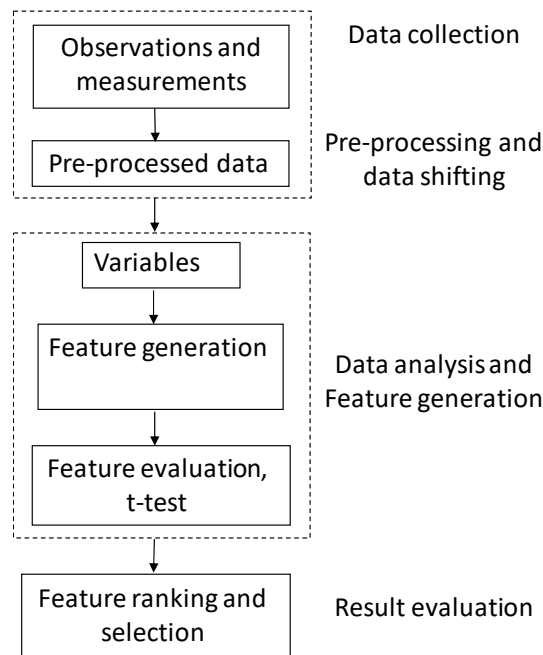 Observations and
measurements
Data collection
Pre-processed data
Pre-processing and
data shifting
Variables
Feature generation
Data analysis and
Feature generation
Feature evaluation,
t-test
Feature ranking and
selection
Result evaluation